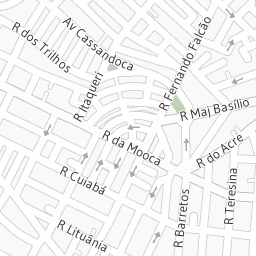 Av Cassandoca
R dos Trilhos
R Fernando Falcão
R Itaqueri
R Maj Basílio
R da Mooca
R do Acre
R Cuiabá
R Teresina
R Barretos
R Lituânia